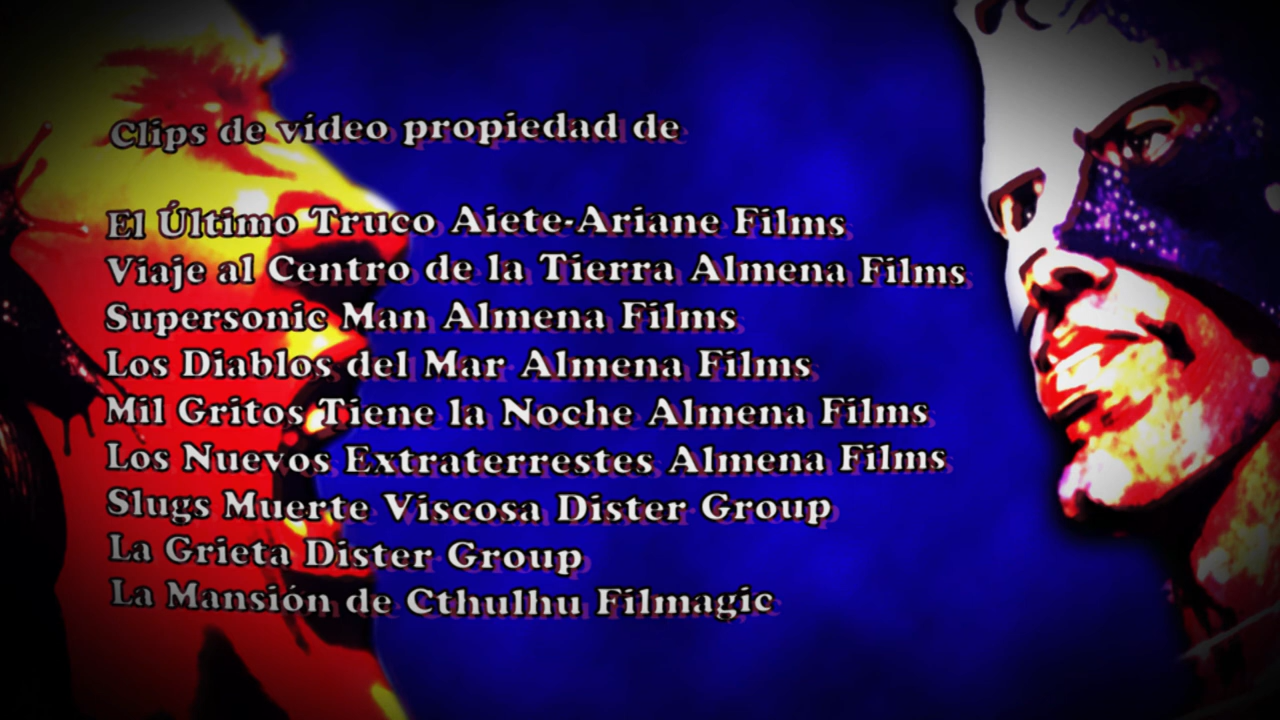 Clips de vídeo propiedad de
El Último Truco Aiete-Ariane Films
Viaje al Centro de la Tierra Almena Films
Supersonic Man Almena Films
Los Diablos del Mar Almena Films
Mil Gritos Tiene la Noche Almena Films
Los Nuevos Extraterrestes Almena Films
Slugs Muerte Viscosa Dister Group
La Grieta Dister Group
La Mansión de Cthulhu Filmagic